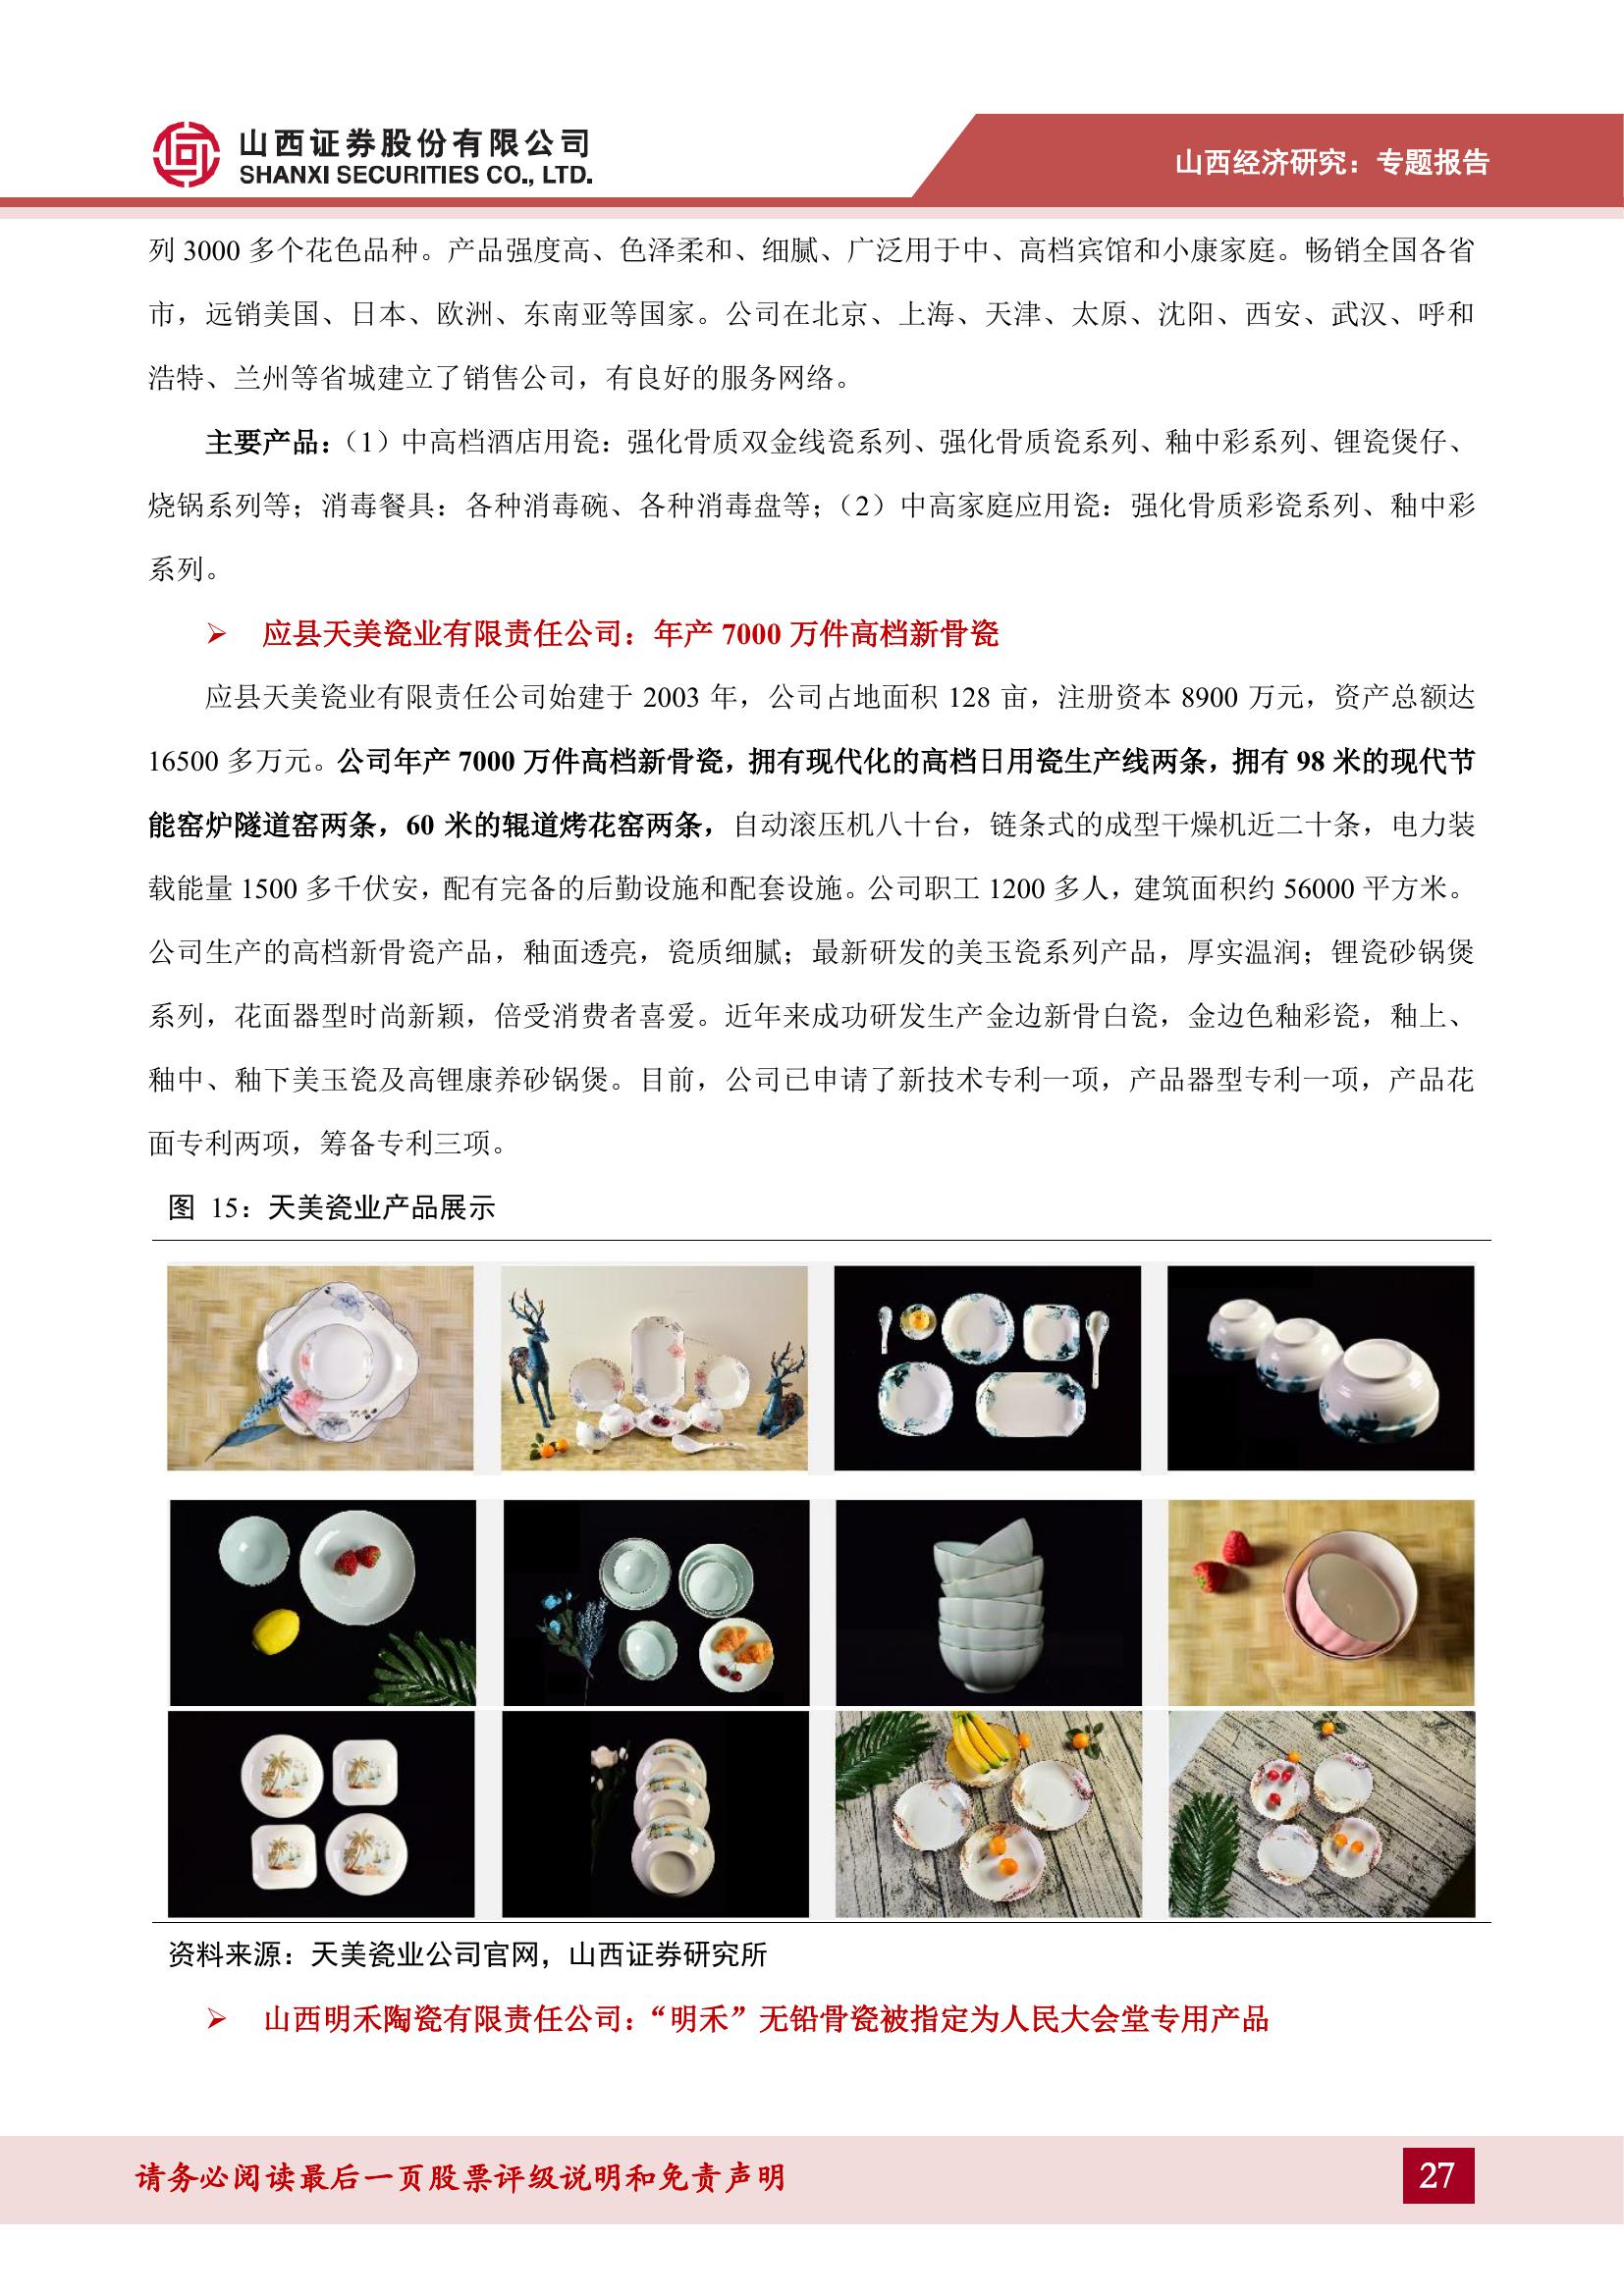 山西证券股份有限公司
SHANXI SECURITIES CO., LTD.
山西经济研究：专题报告
列 3000 多个花色品种。产品强度高、色泽柔和、细腻、广泛用于中、高档宾馆和小康家庭。畅销全国各省
市，远销美国、日本、欧洲、东南亚等国家。公司在北京、上海、天津、太原、沈阳、西安、武汉、呼和
浩特、兰州等省城建立了销售公司，有良好的服务网络。
主要产品：（1）中高档酒店用瓷：强化骨质双金线瓷系列、强化骨质瓷系列、釉中彩系列、锂瓷煲仔、
烧锅系列等；消毒餐具：各种消毒碗、各种消毒盘等；（2）中高家庭应用瓷：强化骨质彩瓷系列、釉中彩
系列。
➢ 应县天美瓷业有限责任公司：年产 7000 万件高档新骨瓷
应县天美瓷业有限责任公司始建于 2003 年，公司占地面积 128 亩，注册资本 8900 万元，资产总额达
16500 多万元。公司年产 7000 万件高档新骨瓷，拥有现代化的高档日用瓷生产线两条，拥有 98 米的现代节
能窑炉隧道窑两条，60 米的辊道烤花窑两条，自动滚压机八十台，链条式的成型干燥机近二十条，电力装
载能量 1500 多千伏安，配有完备的后勤设施和配套设施。公司职工 1200 多人，建筑面积约 56000 平方米。
公司生产的高档新骨瓷产品，釉面透亮，瓷质细腻；最新研发的美玉瓷系列产品，厚实温润；锂瓷砂锅煲
系列，花面器型时尚新颖，倍受消费者喜爱。近年来成功研发生产金边新骨白瓷，金边色釉彩瓷，釉上、
釉中、釉下美玉瓷及高锂康养砂锅煲。目前，公司已申请了新技术专利一项，产品器型专利一项，产品花
面专利两项，筹备专利三项。
图 15：天美瓷业产品展示
资料来源：天美瓷业公司官网，山西证券研究所
➢ 山西明禾陶瓷有限责任公司：“明禾”无铅骨瓷被指定为人民大会堂专用产品
请务必阅读最后一页股票评级说明和免责声明
27